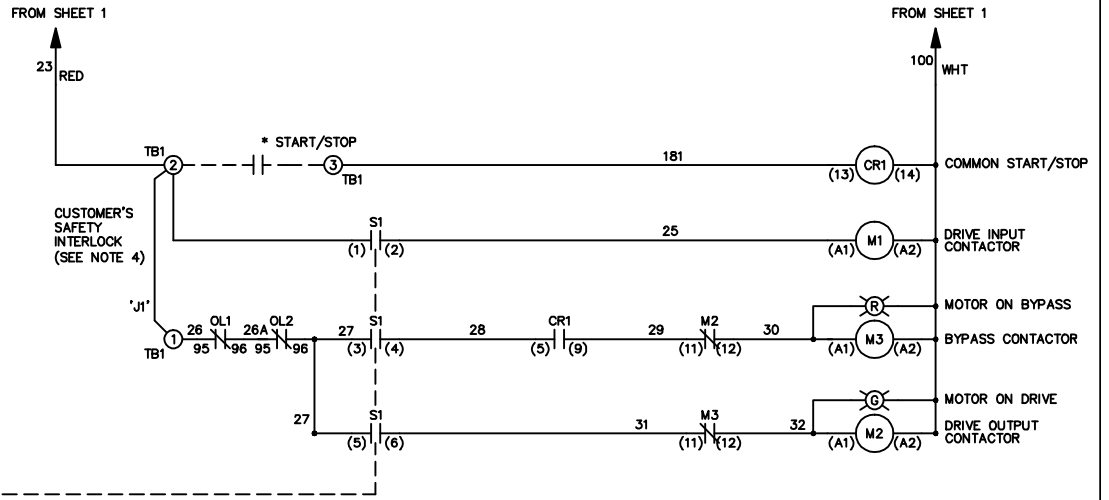 FROM SHEET 1
FROM SHEET 1
23
RED
100
WHT
* START/STOP
TB1
2
3
TB1
181
CR1
(13)
(14)
COMMON START/STOP
CUSTOMER'S
SAFETY
INTERLOCK
(SEE NOTE 4)
S1
(1)
(2)
25
M1
(A1)
(A2)
DRIVE INPUT
CONTACTOR
'J1'
R
MOTOR ON BYPASS
TB1
1
26
OL1
95
96
26A
OL2
95
96
27
S1
(3)
(4)
28
CR1
(5)
(9)
29
M2
(11)
(12)
30
M3
(A1)
(A2)
BYPASS CONTACTOR
G
MOTOR ON DRIVE
27
S1
(5)
(6)
31
M3
(11)
(12)
32
M2
(A1)
(A2)
DRIVE OUTPUT
CONTACTOR